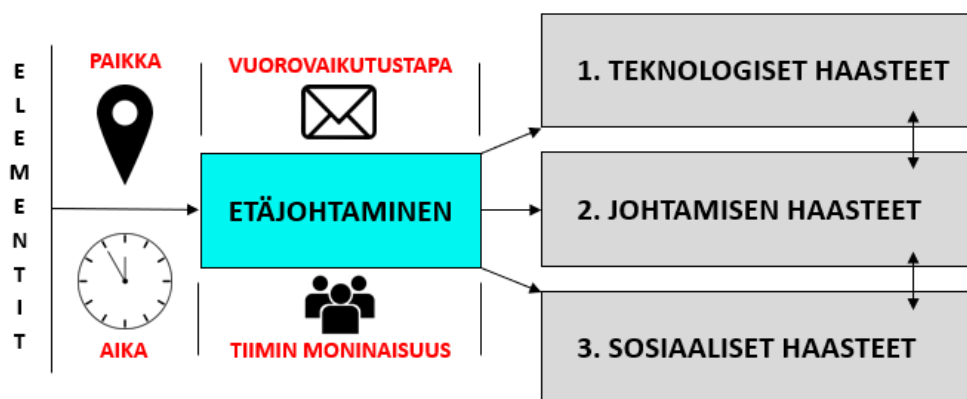 ELEMENTIT
PAIKKA
AIKA
VUOROVAIKUTUSTAPA
ETÄJOHTAMINEN
TIIMIN MONINAISUUS
1. TEKNOLOGISET HAASTEET
2. JOHTAMISEN HAASTEET
3. SOSIAALISET HAASTEET